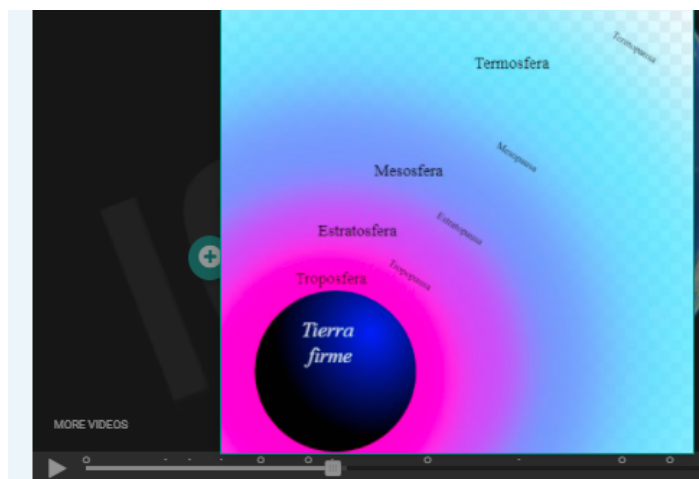 Termopausa
Termosfera
Mesopausa
Mesosfera
Estratopausa
Estratosfera
Tropopausa
Troposfera
Tierra
firme
MORE VIDEOS